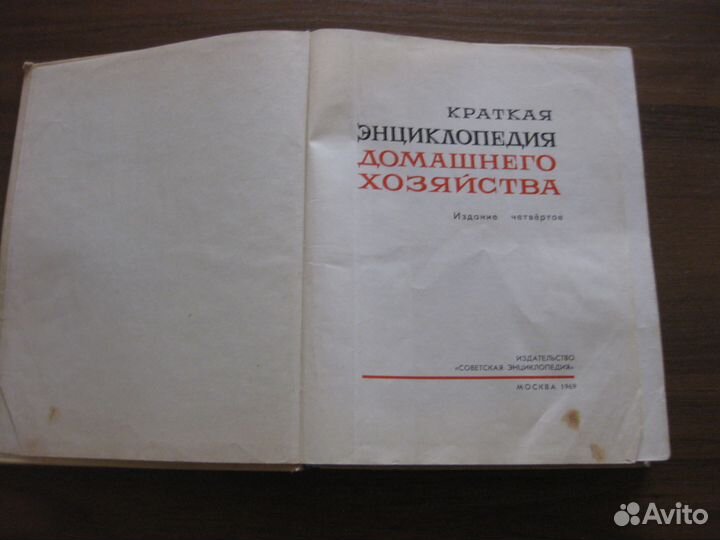 КРАТКАЯ
ЭНЦИКЛОПЕДИЯ
ДОМАШНЕГО
ХОЗЯЙСТВА
Издание четвёртое
ИЗДАТЕЛЬСТВО
«СОВЕТСКАЯ ЭНЦИКЛОПЕДИЯ»
МОСКВА 1969
Avito